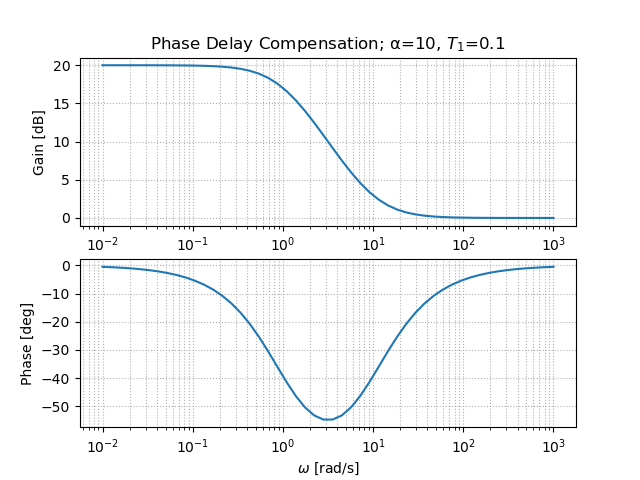 Phase Delay Compensation; α=10, $T_1$=0.1
Gain [dB]
20
15
10
5
0
10⁻² 10⁻¹ 10⁰ 10¹ 10² 10³
Phase [deg]
0
−10
−20
−30
−40
−50
10⁻² 10⁻¹ 10⁰ 10¹ 10² 10³
ω [rad/s]